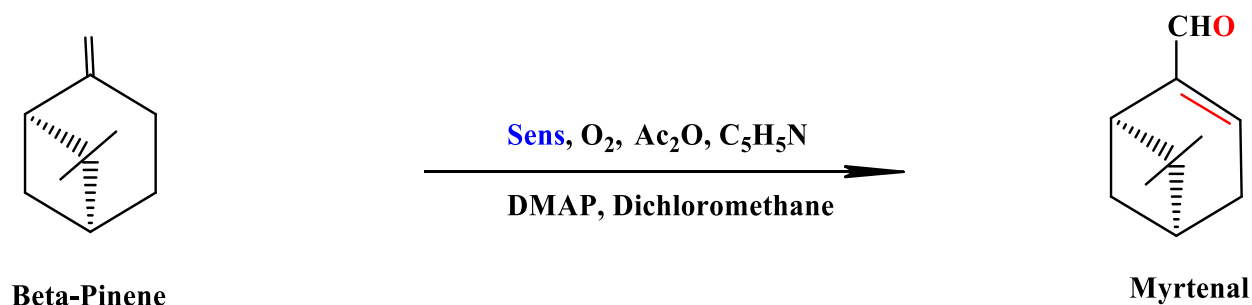 CHO
Sens, O₂, Ac₂O, C₅H₅N
DMAP, Dichloromethane
Beta-Pinene
Myrtenal